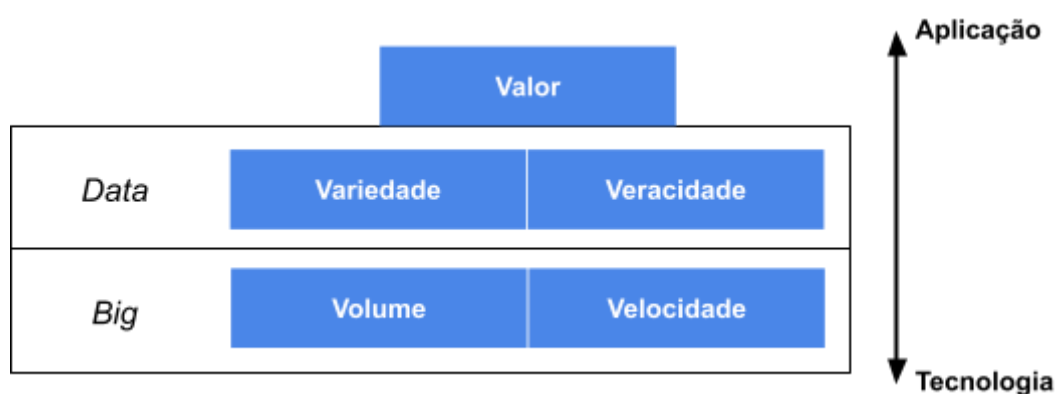 Aplicação
Valor
Data
Variedade
Veracidade
Big
Volume
Velocidade
Tecnologia